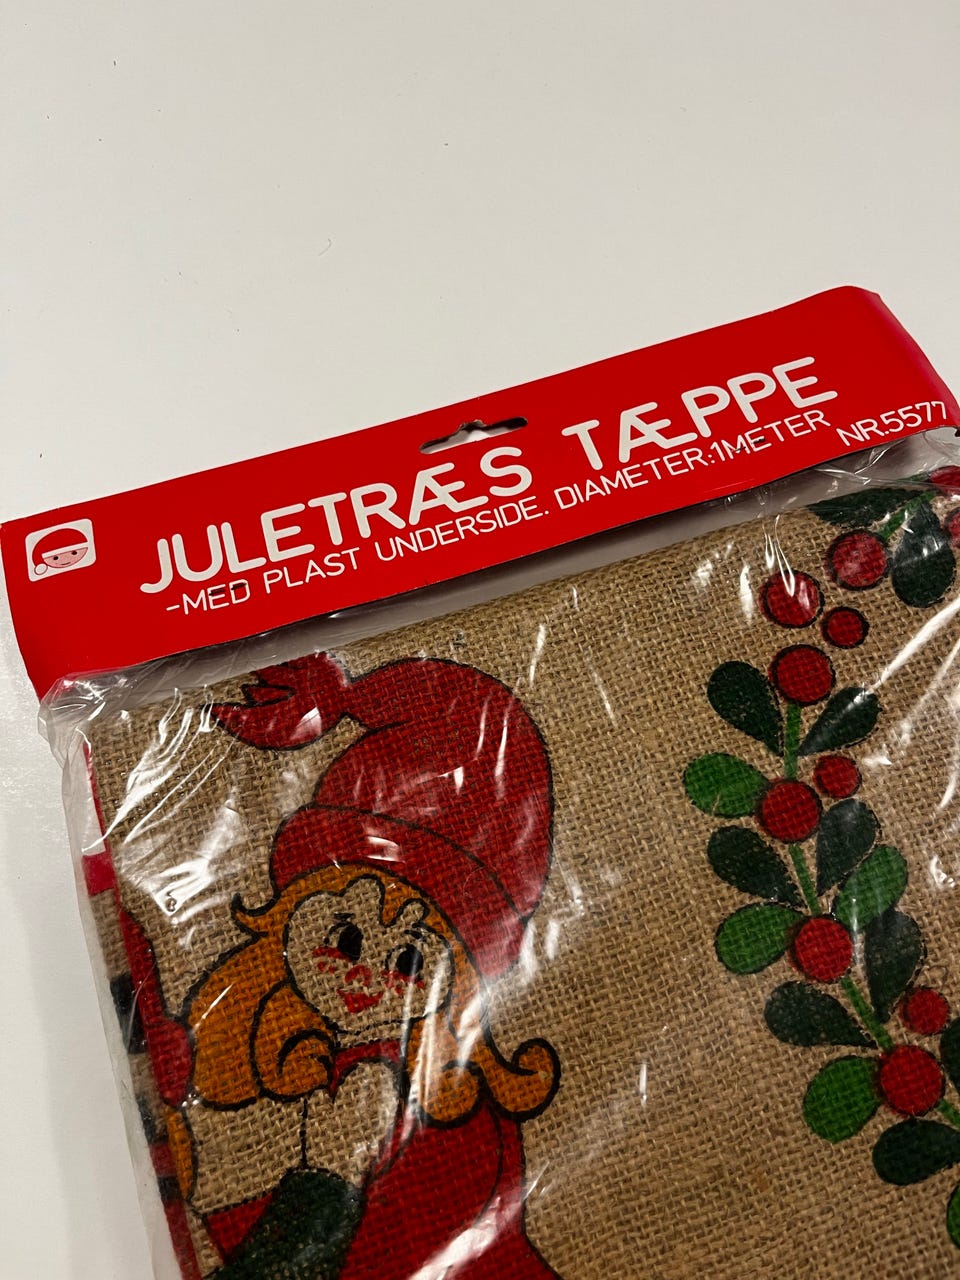 JULETRÆS TÆPPE
-MED PLAST UNDERSIDE. DIAMETER:1METER NR.5577